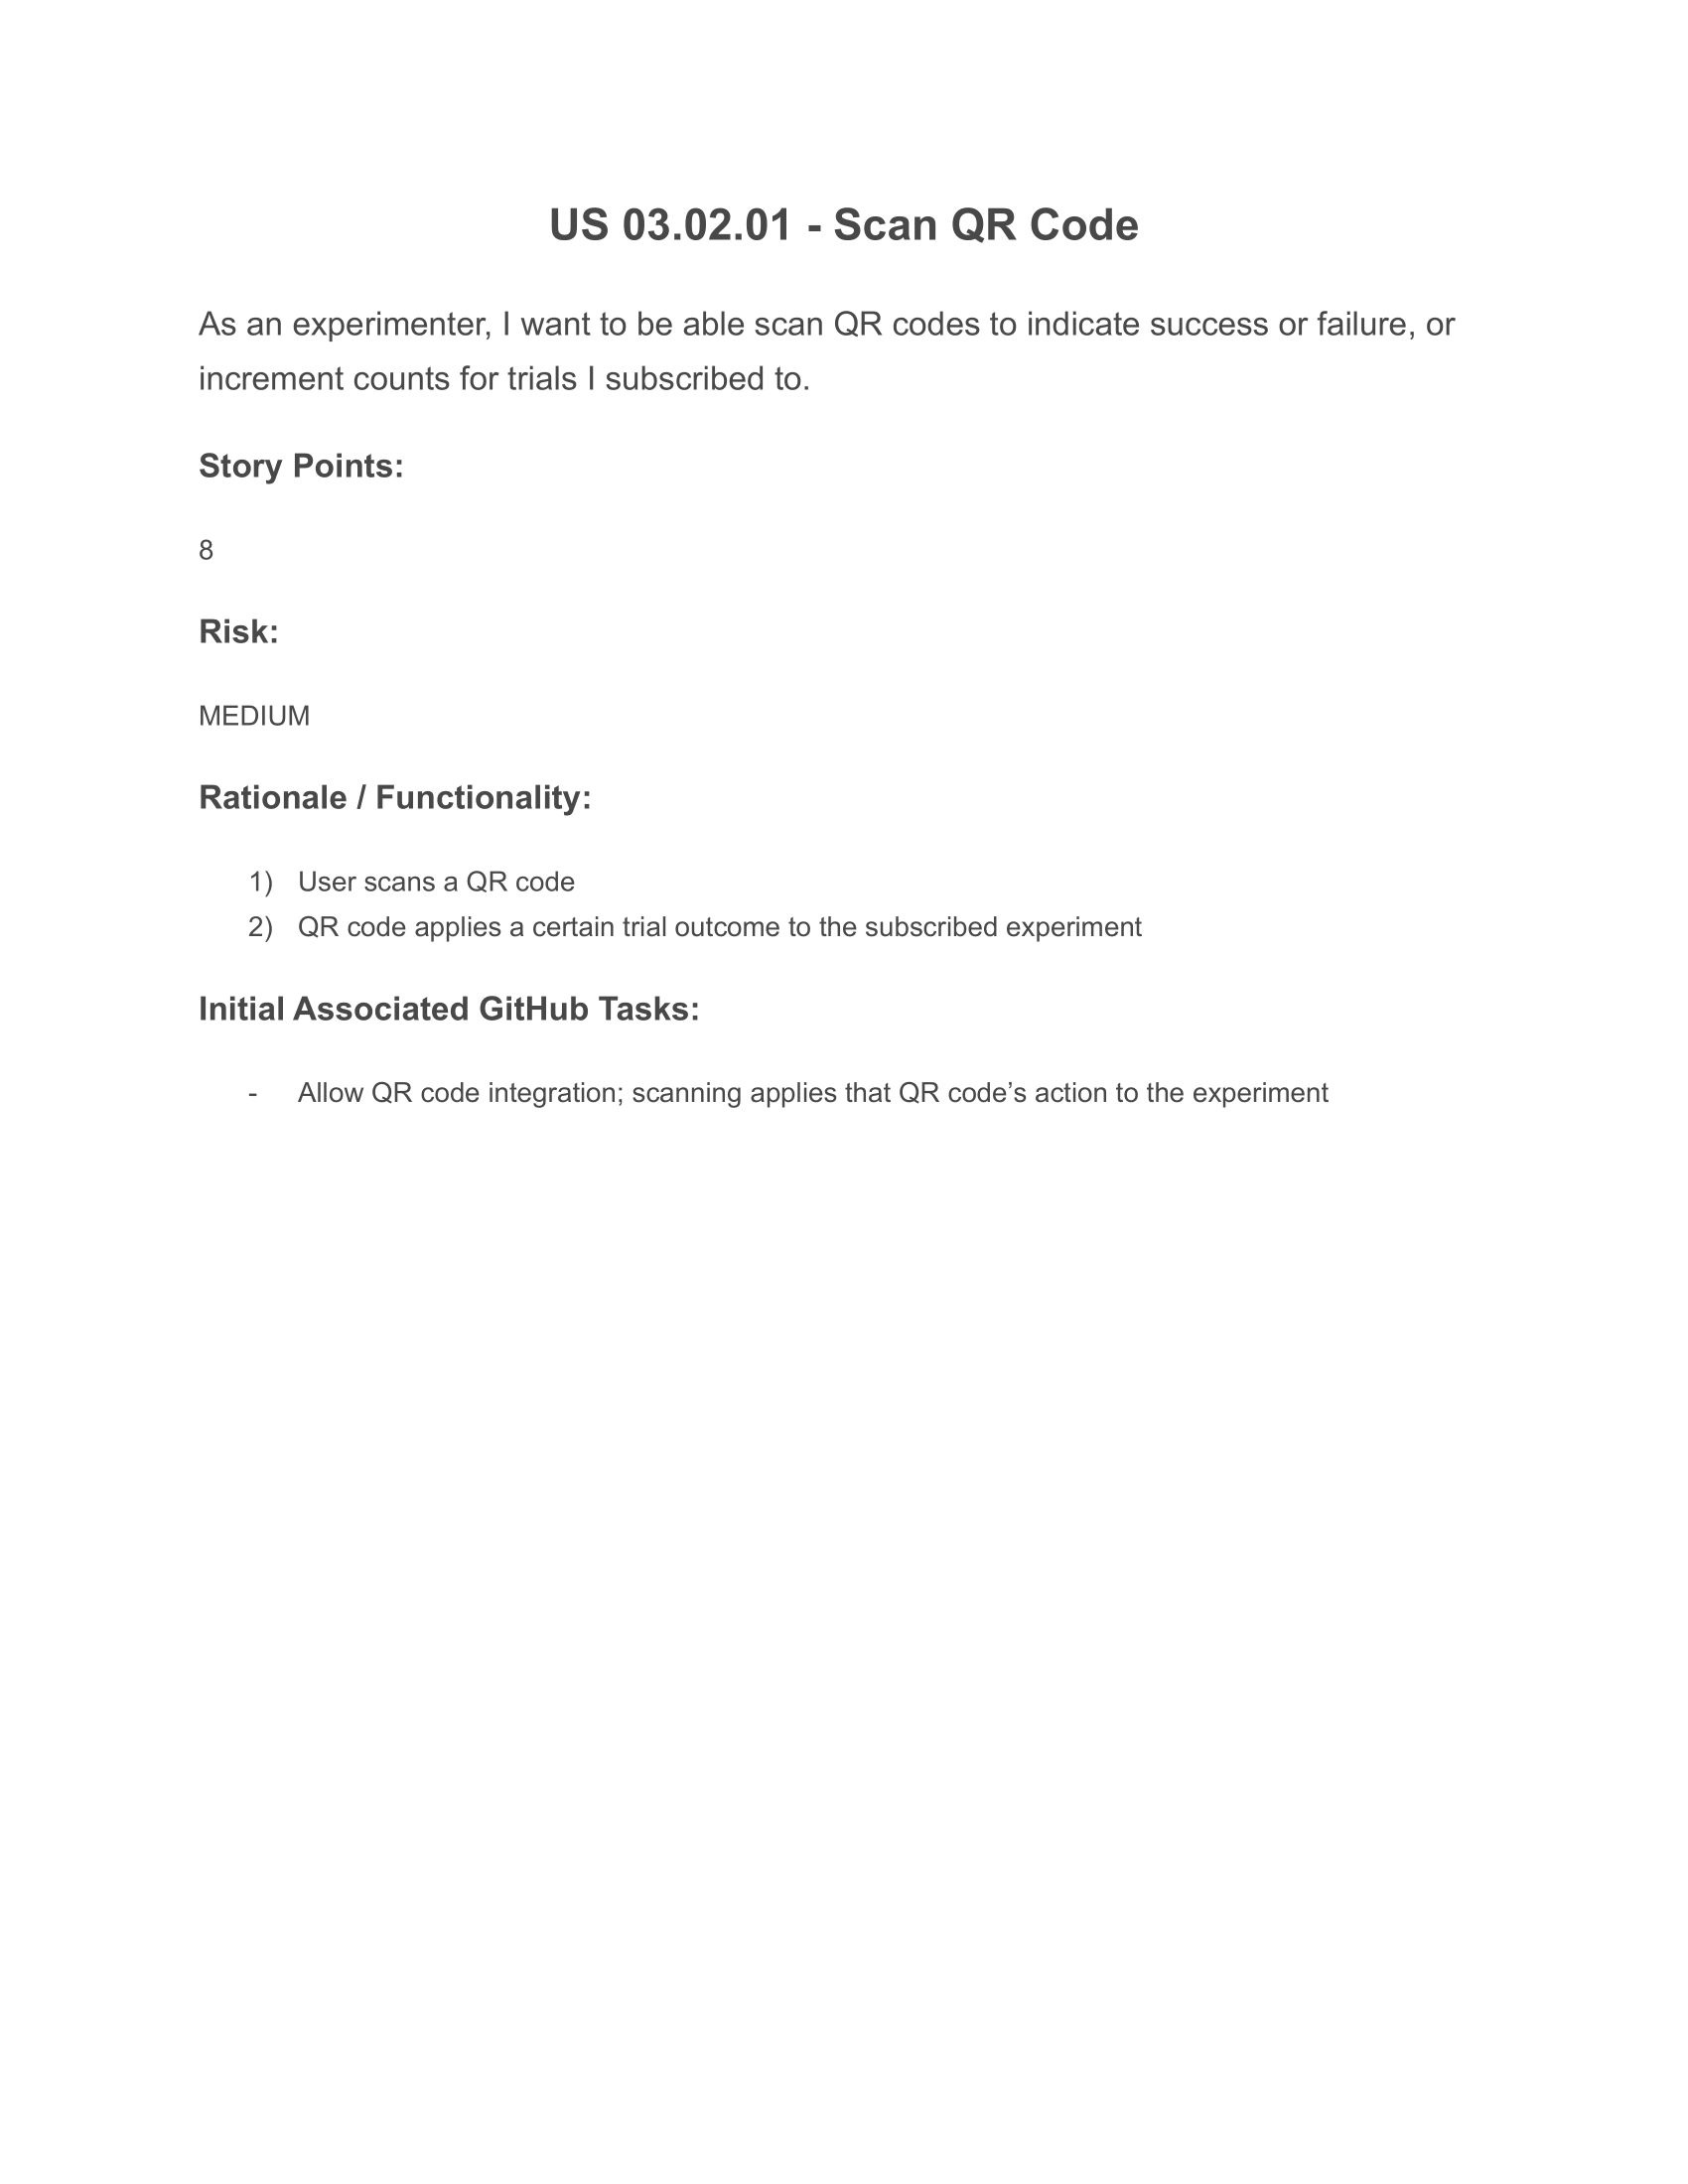 US 03.02.01 - Scan QR Code
As an experimenter, I want to be able scan QR codes to indicate success or failure, or
increment counts for trials I subscribed to.
Story Points:
8
Risk:
MEDIUM
Rationale / Functionality:
1) User scans a QR code
2) QR code applies a certain trial outcome to the subscribed experiment
Initial Associated GitHub Tasks:
- Allow QR code integration; scanning applies that QR code’s action to the experiment